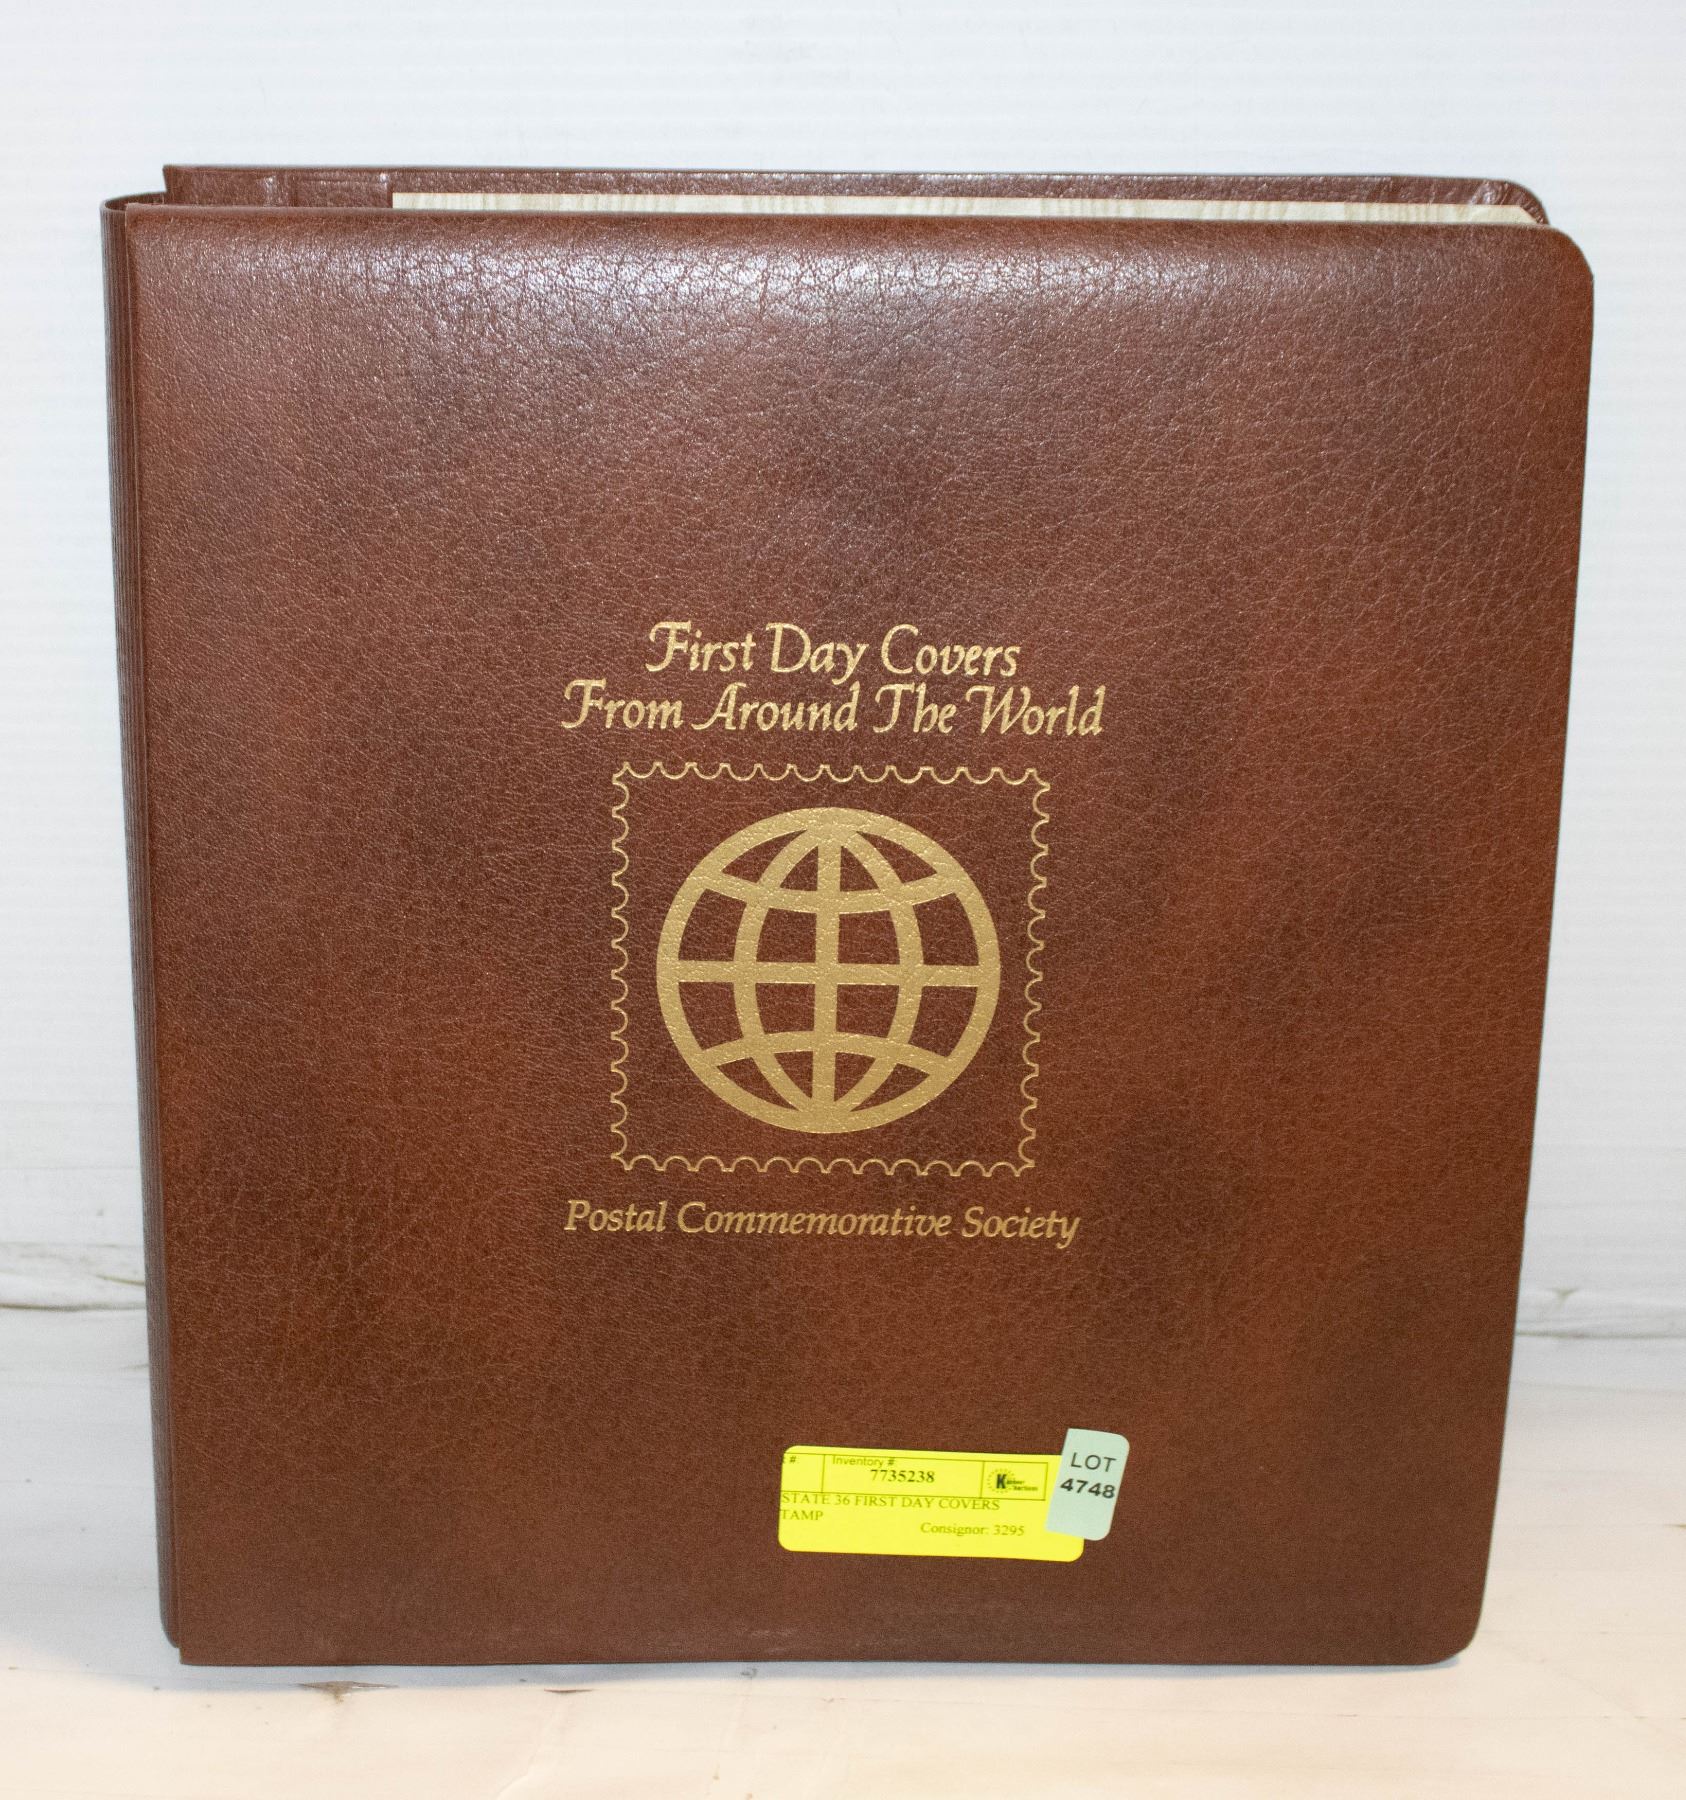 First Day Covers
From Around The World
Postal Commemorative Society
# Inventory #
7735238
STATE 36 FIRST DAY COVERS
TAMP
Consignor: 3295
LOT
4748